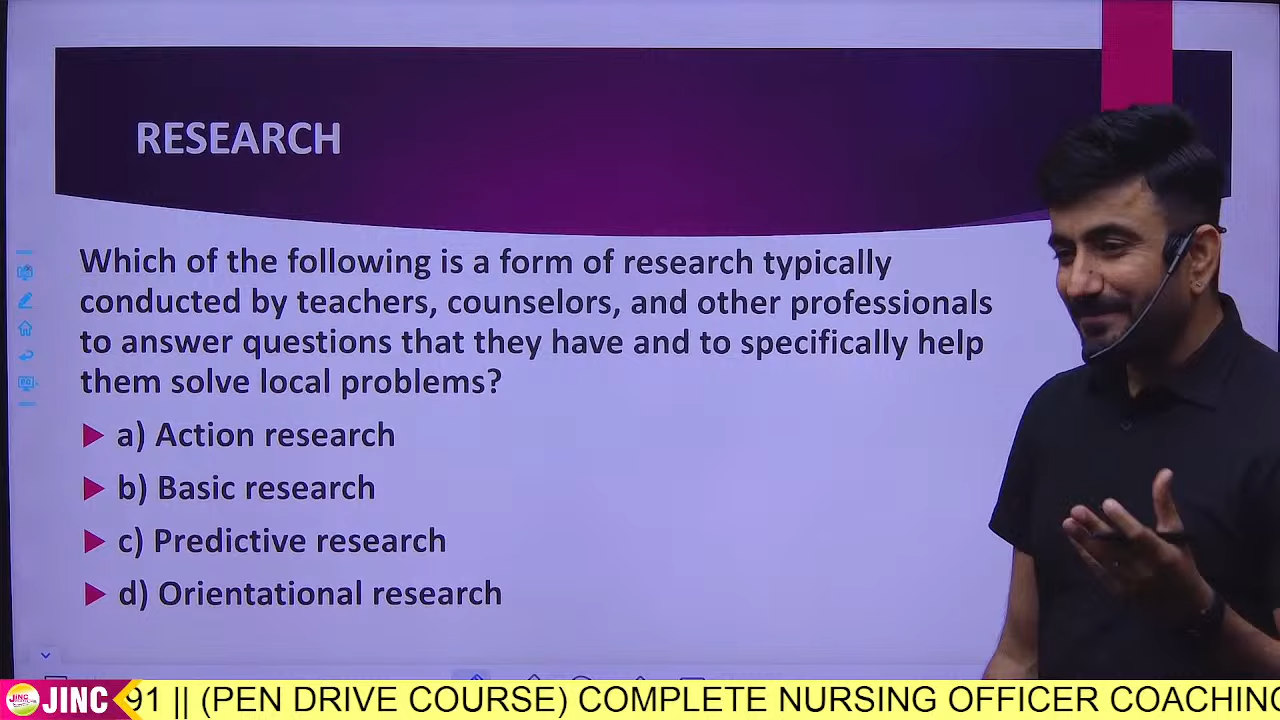 RESEARCH
Which of the following is a form of research typically
conducted by teachers, counselors, and other professionals
to answer questions that they have and to specifically help
them solve local problems?
a) Action research
b) Basic research
c) Predictive research
d) Orientational research
JINC
JINC
91 || (PEN DRIVE COURSE) COMPLETE NURSING OFFICER COACHING